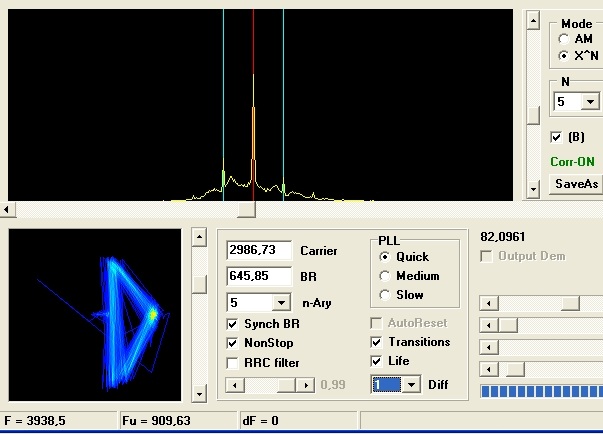 Mode
AM
X^N
N
5
(B)
Corr-ON
SaveAs
2986,73 Carrier
645,85 BR
5 n-Ary
Synch BR
NonStop
RRC filter
0,99
PLL
Quick
Medium
Slow
AutoReset
Transitions
Life
1 Diff
82,0961
Output Dem
F = 3938,5 Fu = 909,63 dF = 0